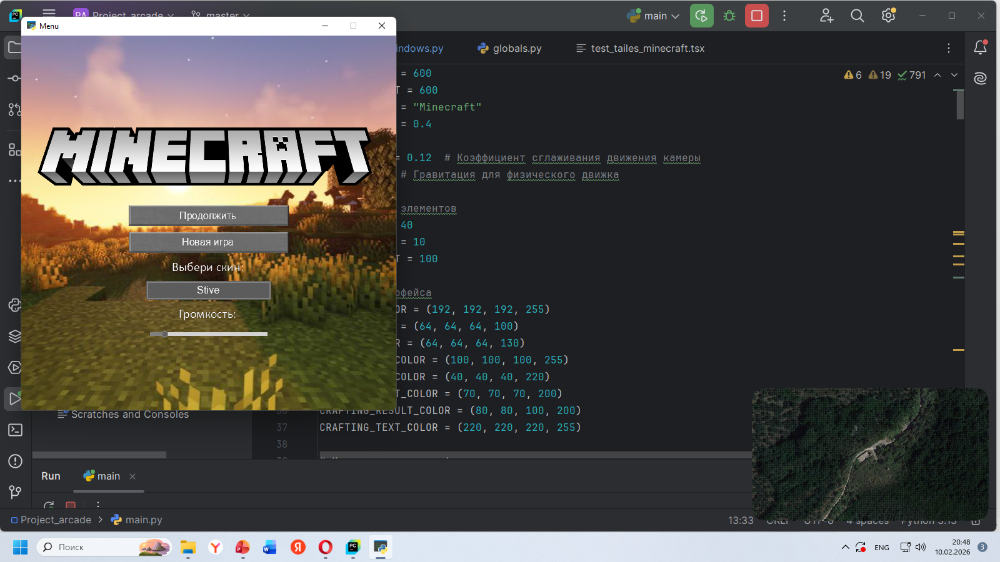 Project_arcade
master
main
Menu
indows.py
globals.py
test_tailes_minecraft.tsx
= 600
6
19
791
T = 600
= "Minecraft"
= 0.4
MINECRAFT
= 0.12 # Коэффициент сглаживания движения камеры
# Гравитация для физического движка
элементов
Продолжить
40
Новая игра
= 10
T = 100
Выбери скин:
Stive
рфейса
OR = (192, 192, 192, 255)
Громкость:
= (64, 64, 64, 100)
R = (64, 64, 64, 130)
COLOR = (100, 100, 100, 255)
COLOR = (40, 40, 40, 220)
T_COLOR = (70, 70, 70, 200)
CRAFTING_RESULT_COLOR = (80, 80, 100, 200)
Scratches and Consoles
37 CRAFTING_TEXT_COLOR = (220, 220, 220, 255)
38
Run
main
Project_arcade > main.py
13:33
CRLF
UTF-8
4 spaces
Python 3.13
Поиск
ENG
20:48
10.02.2026
3